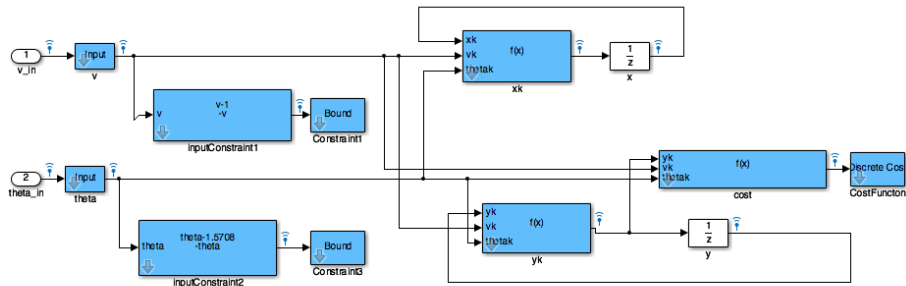 1
v_in
Input
v
v
v-1
-v
inputConstraint1
Bound
Constraint1
xk
vk
thetak
f(x)
xk
1
z
x
2
theta_in
Input
theta
theta
theta-1.5708
-theta
inputConstraint2
Bound
Constraint3
yk
vk
thetak
f(x)
yk
1
z
y
yk
vk
thetak
f(x)
cost
Discrete Cos
CostFuncton